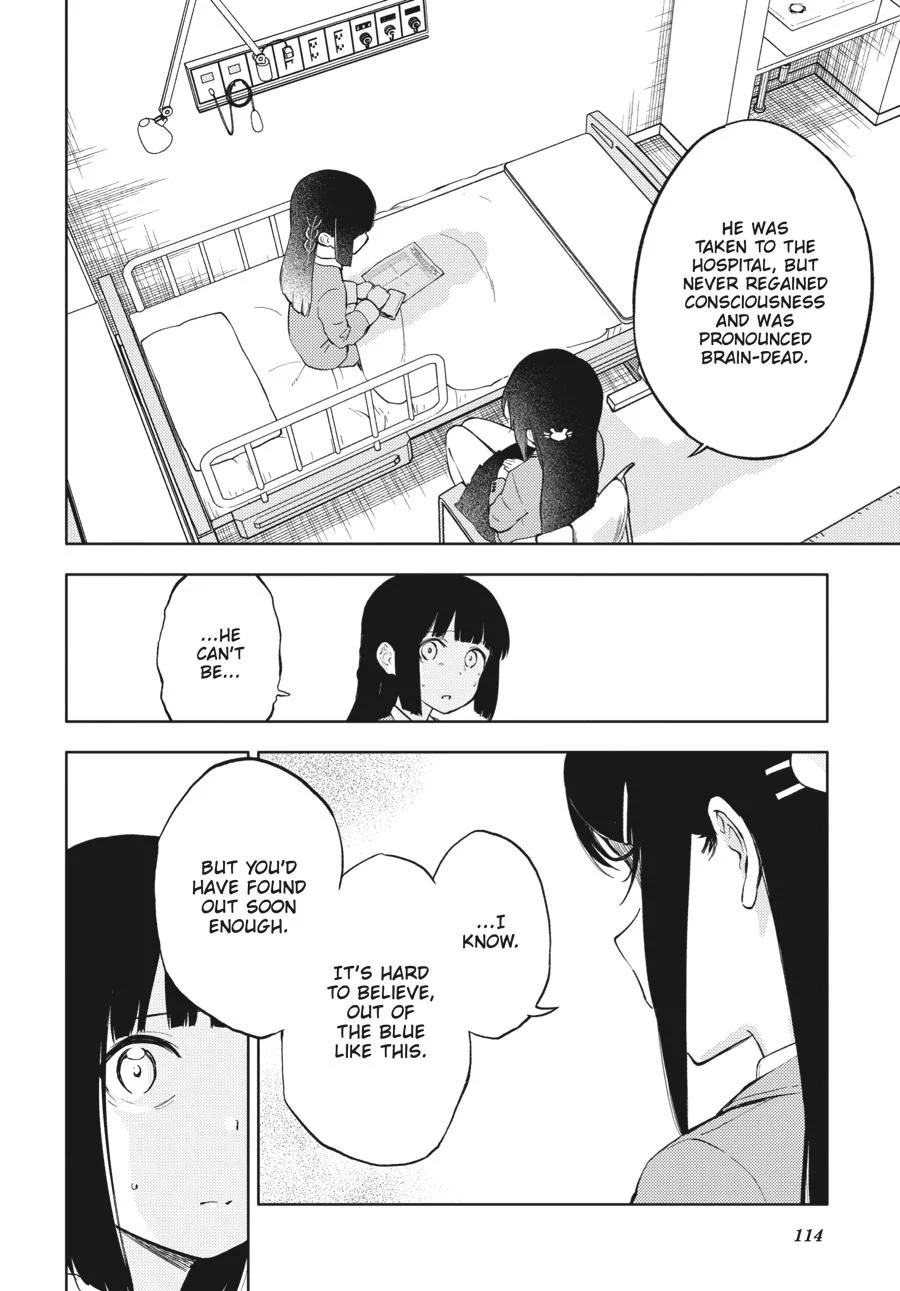 HE WAS
TAKEN TO THE
HOSPITAL, BUT
NEVER REGAINED
CONSCIOUSNESS
AND WAS
PRONOUNCED
BRAIN-DEAD.
...HE
CAN'T
BE...
...I
KNOW.
IT'S HARD
TO BELIEVE,
OUT OF
THE BLUE
LIKE THIS.
BUT YOU'D
HAVE FOUND
OUT SOON
ENOUGH.
114